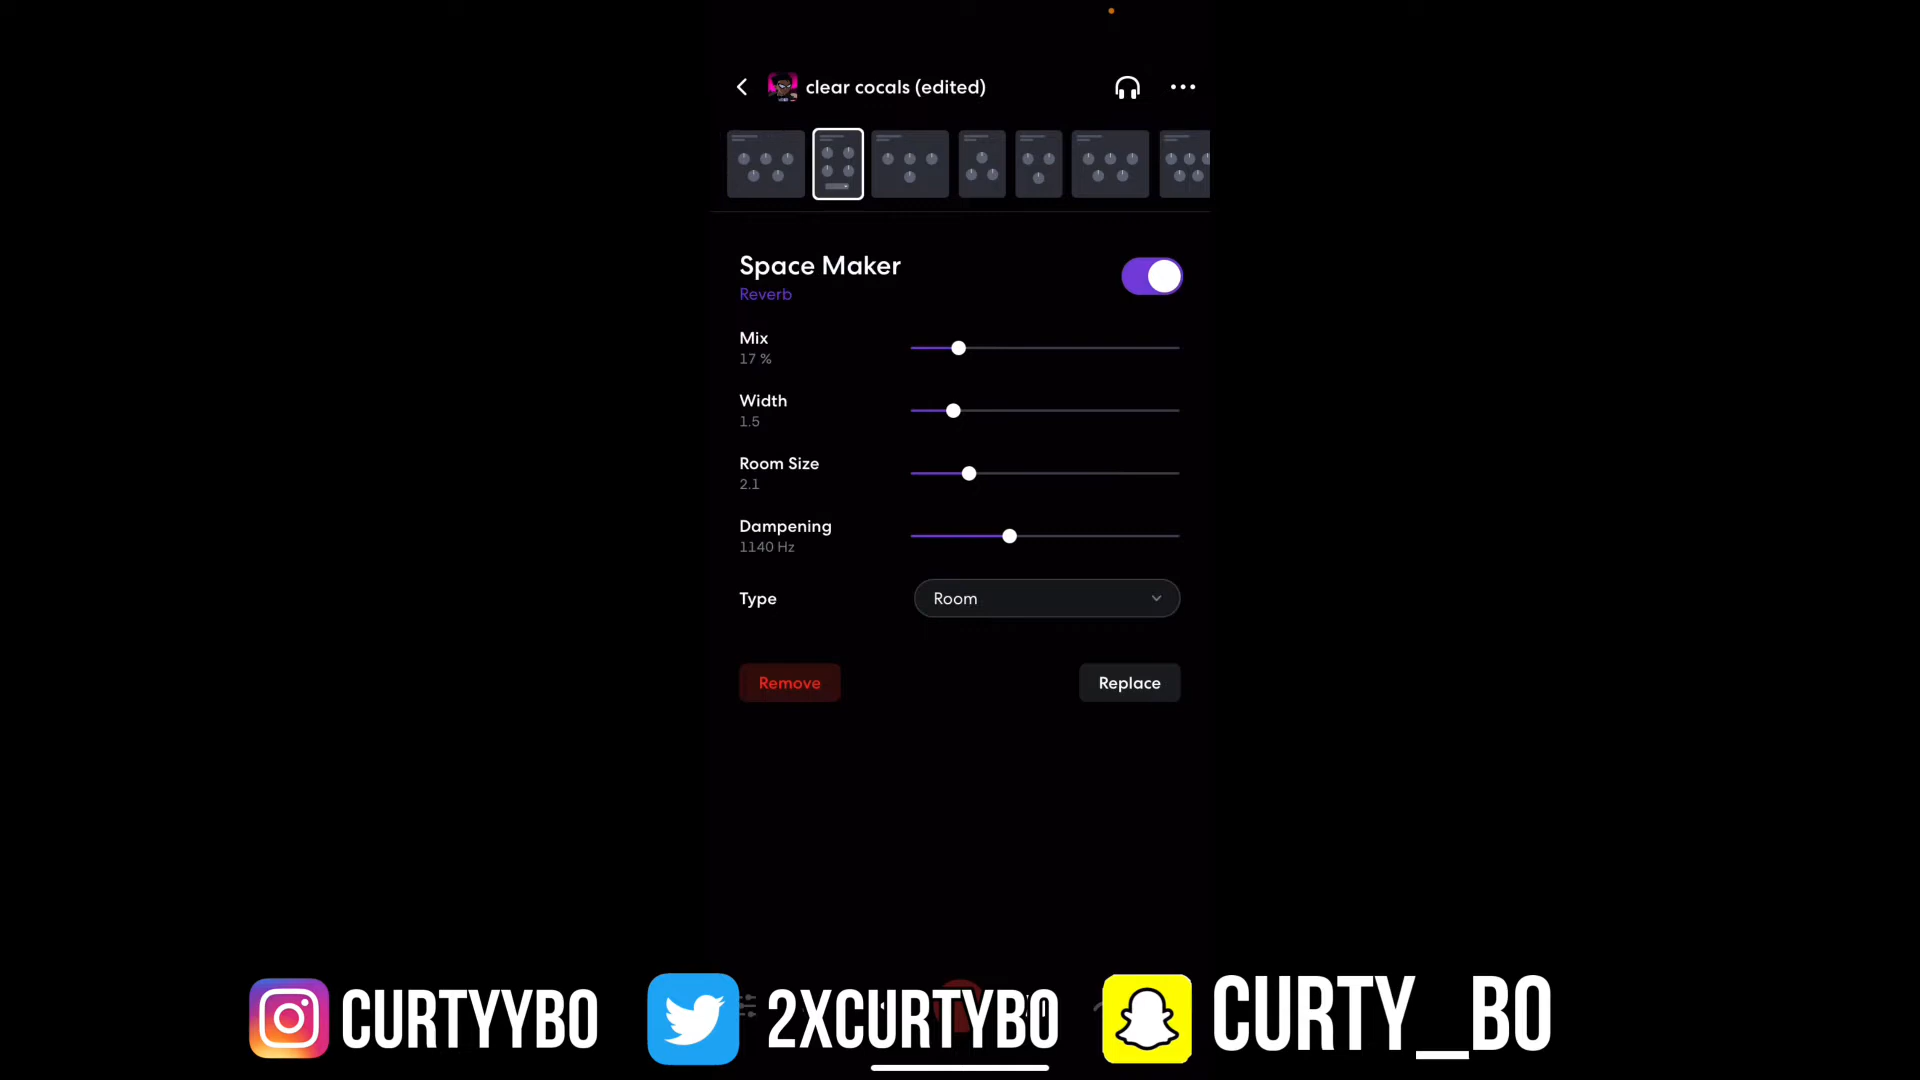 clear cocals (edited)
Space Maker
Reverb
Mix
17 %
Width
1.5
Room Size
2.1
Dampening
1140 Hz
Type
Room
Remove
Replace
CURTYYBO
2XCURTYBO
CURTY__BO